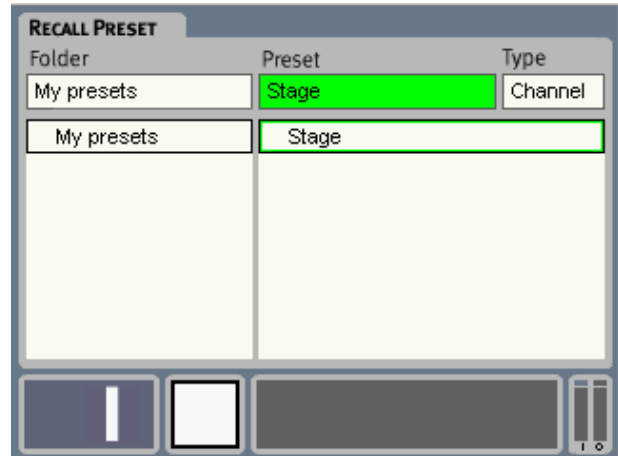 RECALL PRESET
Folder Preset Type
My presets Stage Channel
My presets Stage
I O